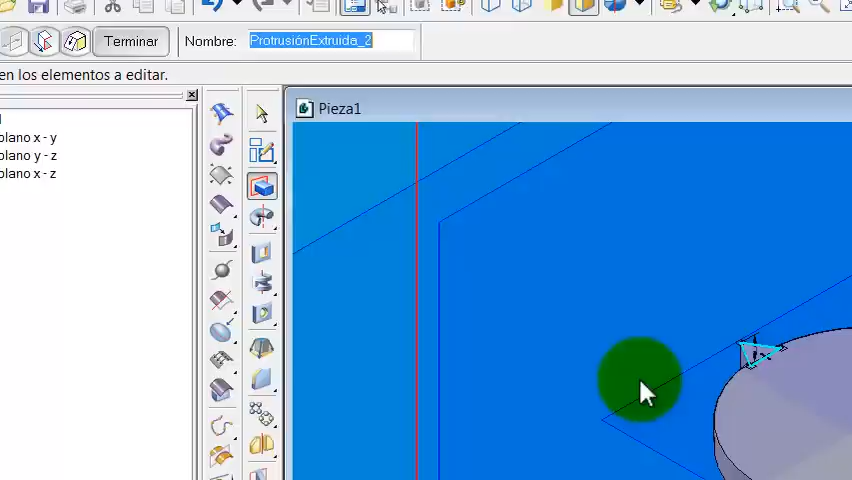 Terminar
Nombre:
ProtrusiónExtruida_2
en los elementos a editar.
Pieza1
plano x - y
plano y - z
plano x - z